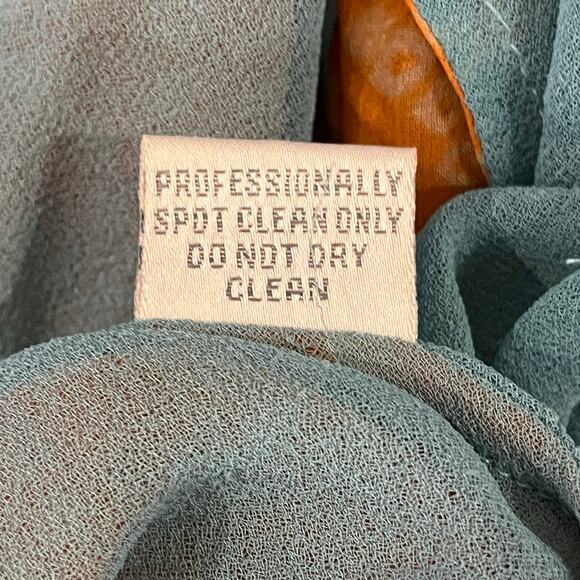 PROFESSIONALLY
SPOT CLEAN ONLY
DO NOT DRY
CLEAN